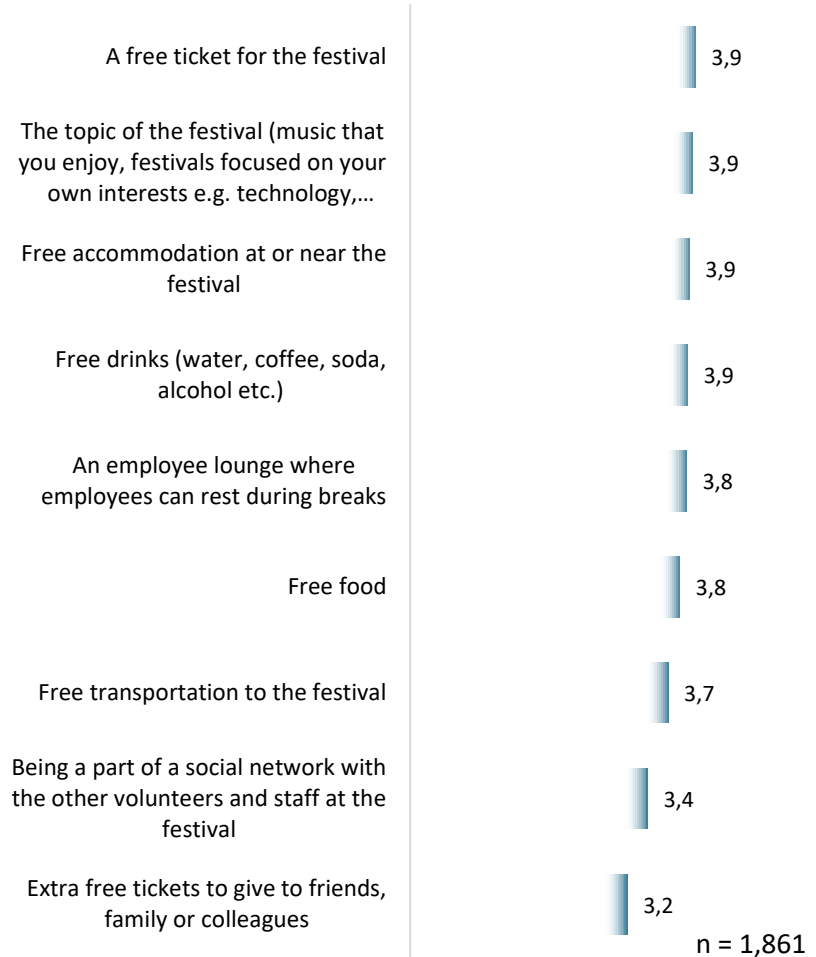 A free ticket for the festival
3,9
The topic of the festival (music that
you enjoy, festivals focused on your
own interests e.g. technology,...
3,9
Free accommodation at or near the
festival
3,9
Free drinks (water, coffee, soda,
alcohol etc.)
3,9
An employee lounge where
employees can rest during breaks
3,8
Free food
3,8
Free transportation to the festival
3,7
Being a part of a social network with
the other volunteers and staff at the
festival
3,4
Extra free tickets to give to friends,
family or colleagues
3,2
n = 1,861